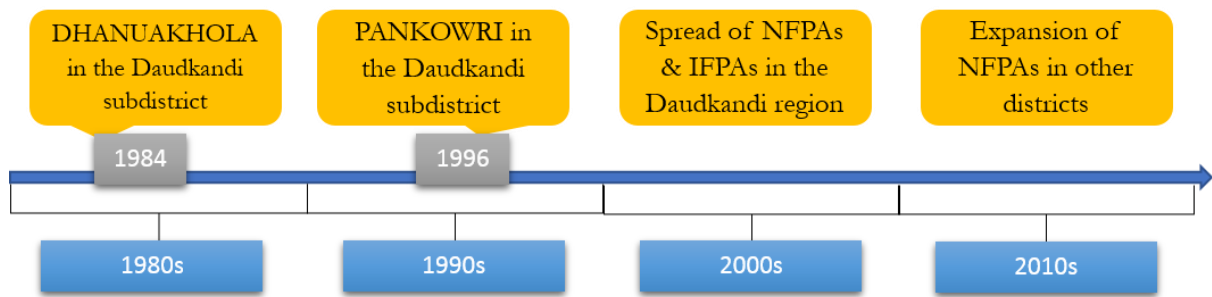 DHANUAKHOLA
in the Daudkandi
subdistrict
PANKOWRI in
the Daudkandi
subdistrict
Spread of NFPAs
& IFPAs in the
Daudkandi region
Expansion of
NFPAs in other
districts
1984
1996
1980s
1990s
2000s
2010s